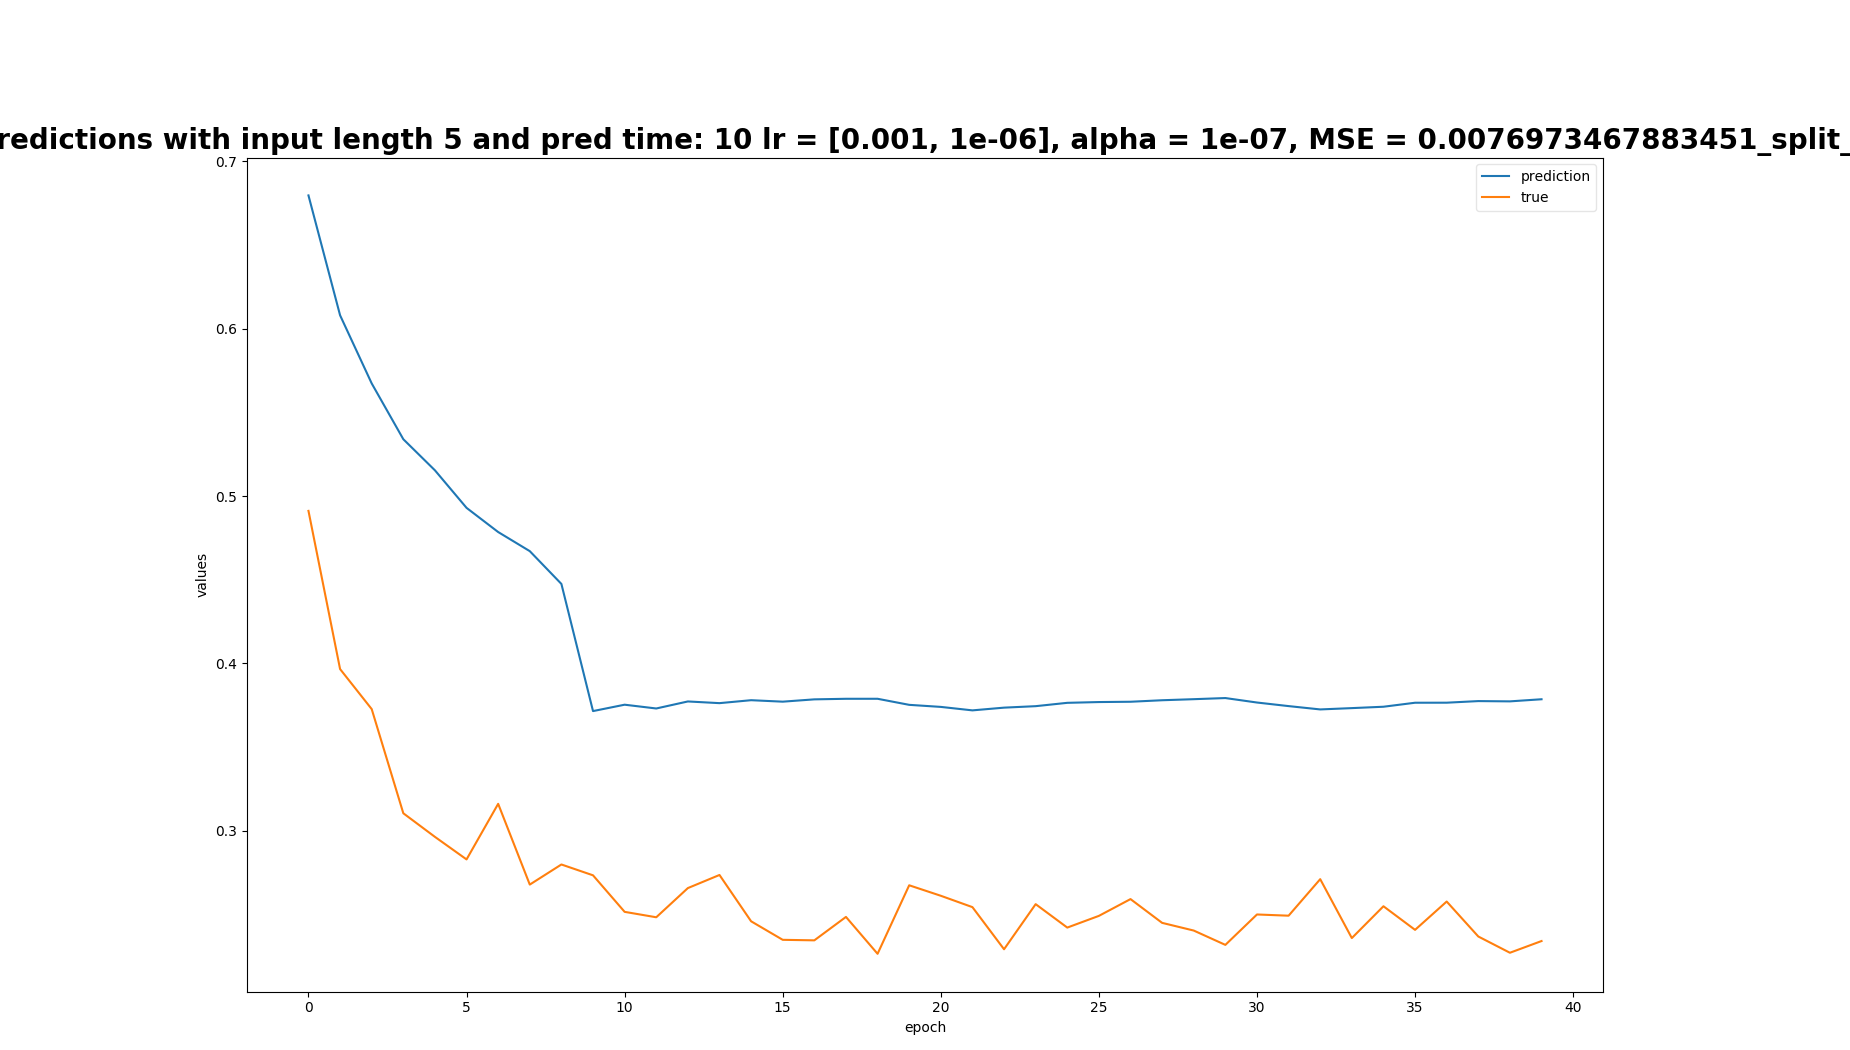 redictions with input length 5 and pred time: 10 lr = [0.001, 1e-06], alpha = 1e-07, MSE = 0.0076973467883451_split_
prediction
true
0.7
0.6
0.5
0.4
0.3
values
0 5 10 15 20 25 30 35 40
epoch